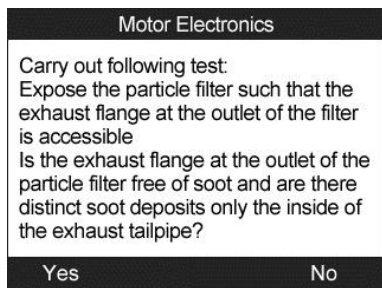 Motor Electronics
Carry out following test:
Expose the particle filter such that the
exhaust flange at the outlet of the filter
is accessible
Is the exhaust flange at the outlet of the
particle filter free of soot and are there
distinct soot deposits only the inside of
the exhaust tailpipe?
Yes No